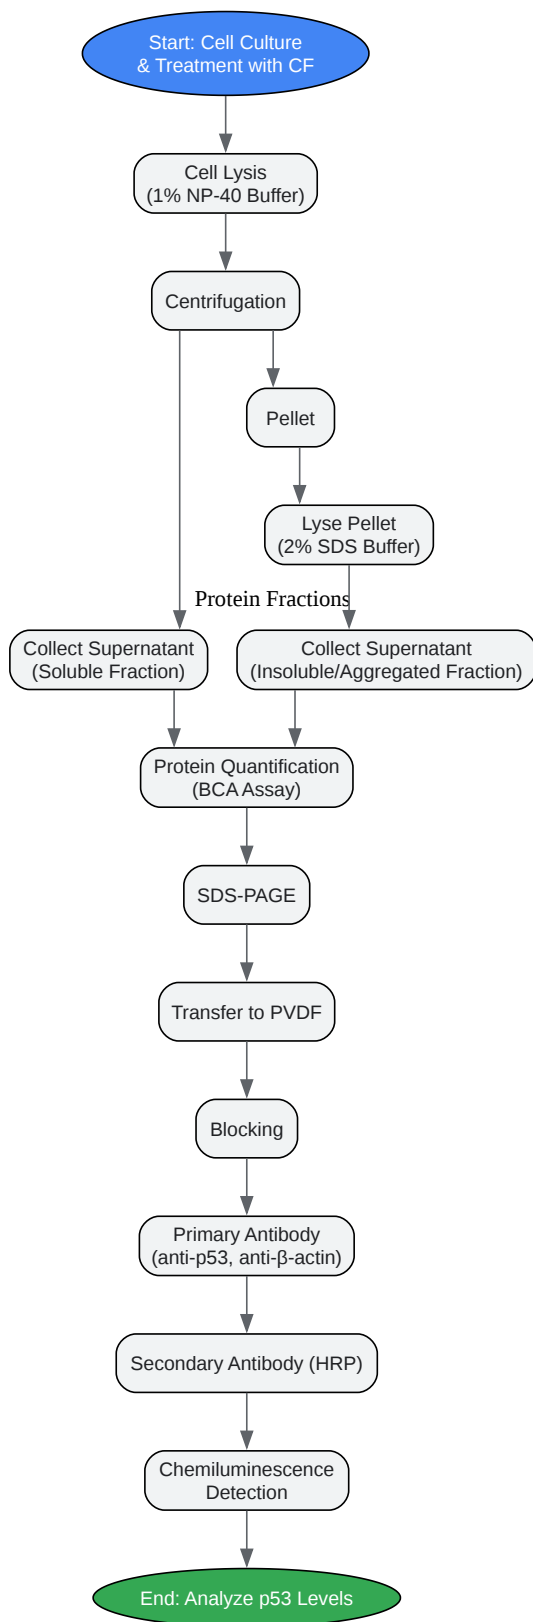 Start: Cell Culture
& Treatment with CF
Cell Lysis
(1% NP-40 Buffer)
Centrifugation
Pellet
Lyse Pellet
(2% SDS Buffer)
Protein Fractions
Collect Supernatant
(Soluble Fraction)
Collect Supernatant
(Insoluble/Aggregated Fraction)
Protein Quantification
(BCA Assay)
SDS-PAGE
Transfer to PVDF
Blocking
Primary Antibody
(anti-p53, anti-β-actin)
Secondary Antibody (HRP)
Chemiluminescence
Detection
End: Analyze p53 Levels